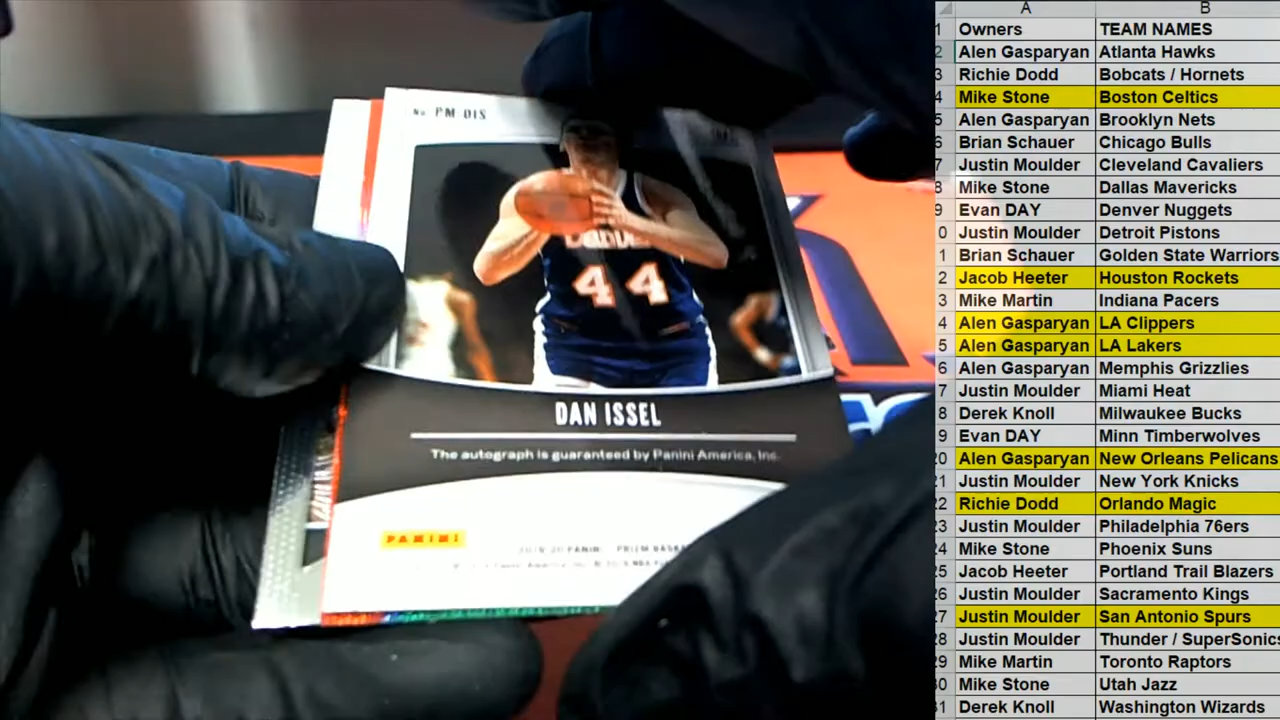 No. PM-DIS
Denver
44
DAN ISSEL
The autograph is guaranteed by Panini America, Inc.
PANINI
A B
1 Owners TEAM NAMES
2 Alen Gasparyan Atlanta Hawks
3 Richie Dodd Bobcats / Hornets
4 Mike Stone Boston Celtics
5 Alen Gasparyan Brooklyn Nets
6 Brian Schauer Chicago Bulls
7 Justin Moulder Cleveland Cavaliers
8 Mike Stone Dallas Mavericks
9 Evan DAY Denver Nuggets
0 Justin Moulder Detroit Pistons
1 Brian Schauer Golden State Warriors
2 Jacob Heeter Houston Rockets
3 Mike Martin Indiana Pacers
4 Alen Gasparyan LA Clippers
5 Alen Gasparyan LA Lakers
6 Alen Gasparyan Memphis Grizzlies
7 Justin Moulder Miami Heat
8 Derek Knoll Milwaukee Bucks
9 Evan DAY Minn Timberwolves
20 Alen Gasparyan New Orleans Pelicans
21 Justin Moulder New York Knicks
22 Richie Dodd Orlando Magic
23 Justin Moulder Philadelphia 76ers
24 Mike Stone Phoenix Suns
25 Jacob Heeter Portland Trail Blazers
26 Justin Moulder Sacramento Kings
27 Justin Moulder San Antonio Spurs
28 Justin Moulder Thunder / SuperSonics
29 Mike Martin Toronto Raptors
30 Mike Stone Utah Jazz
31 Derek Knoll Washington Wizards